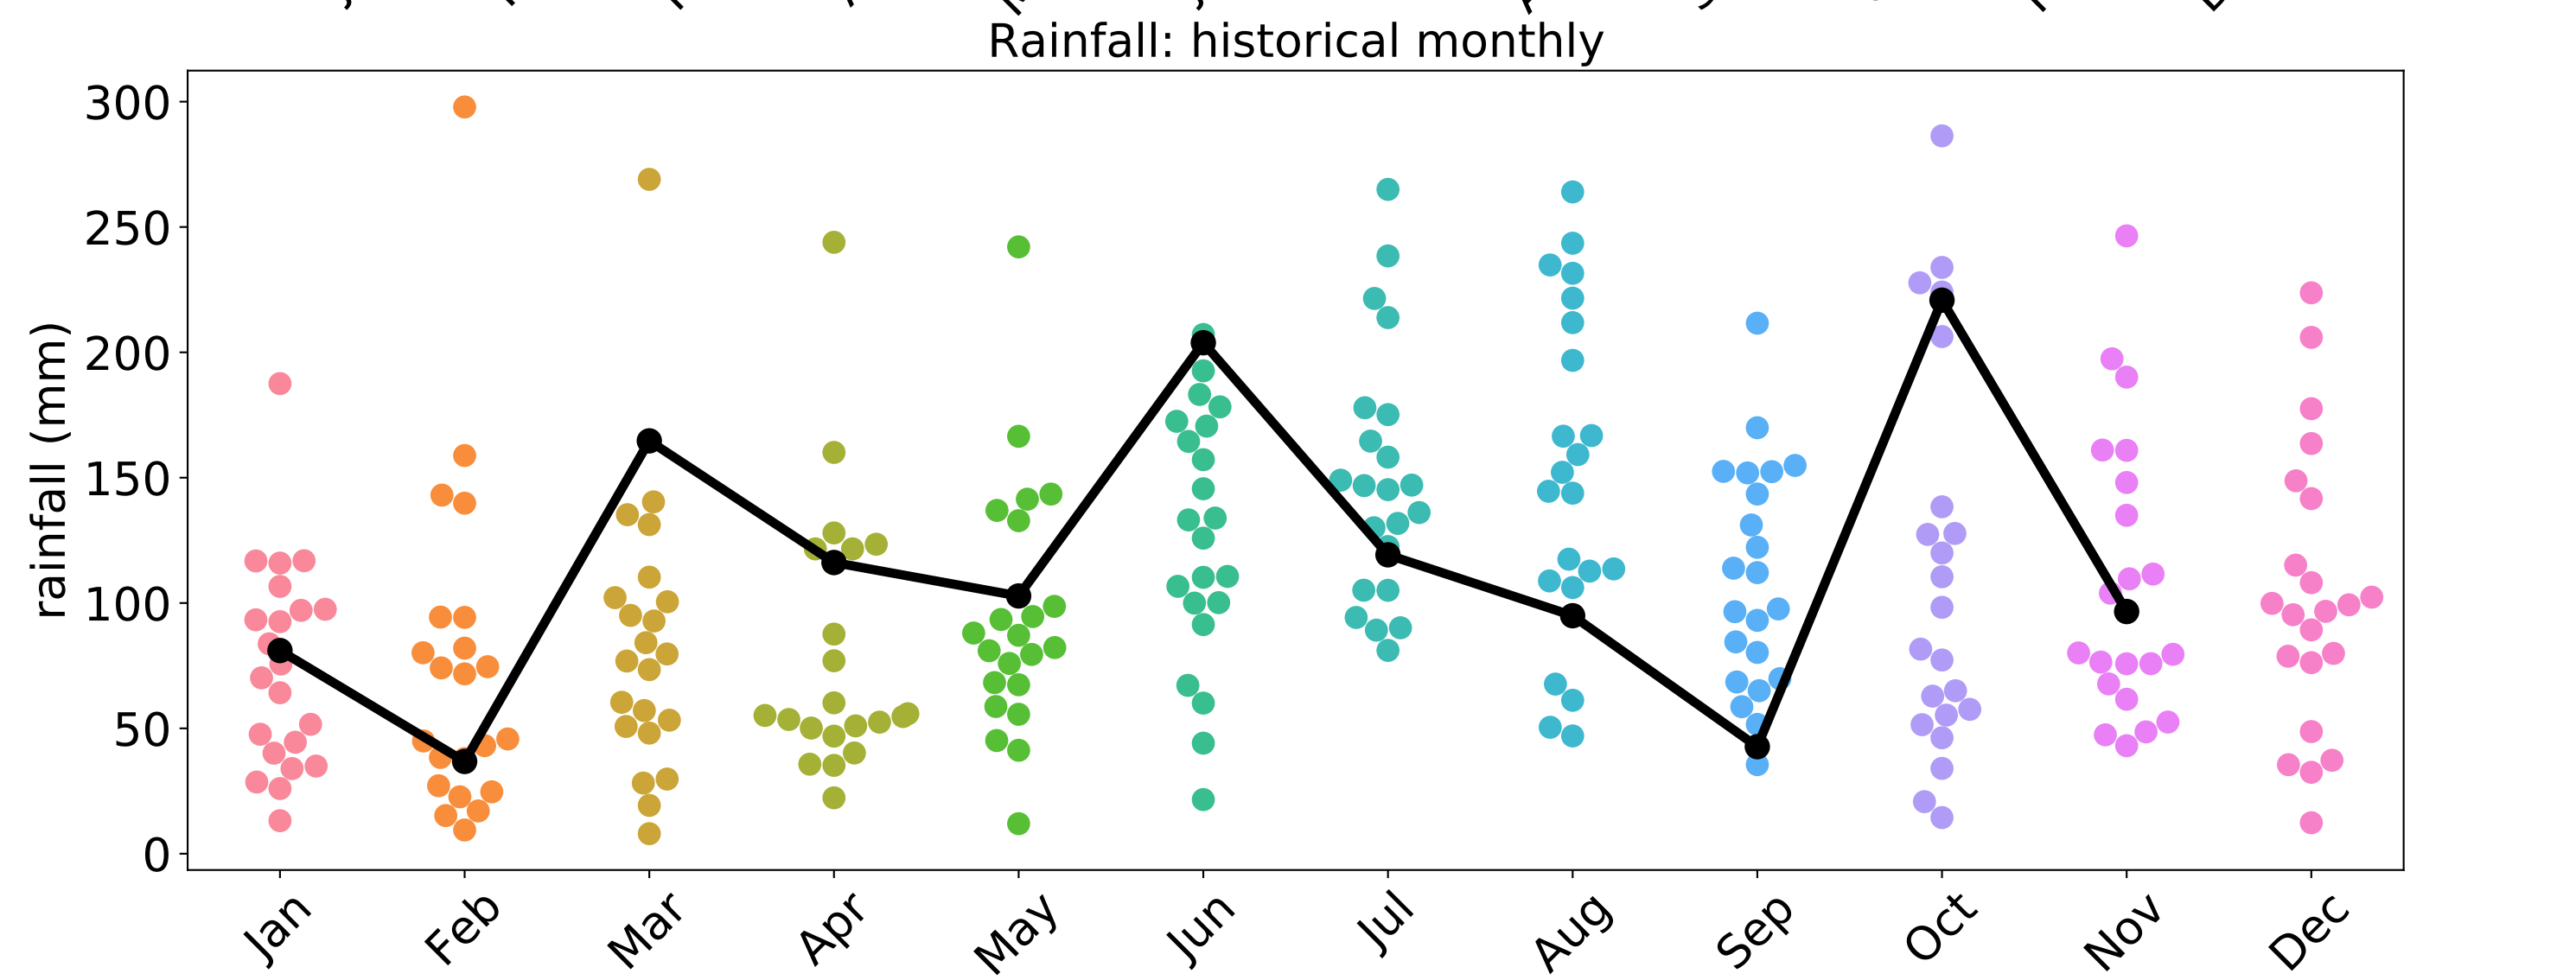 Rainfall: historical monthly
300
250
200
150
100
50
0
rainfall (mm)
Jan
Feb
Mar
Apr
May
Jun
Jul
Aug
Sep
Oct
Nov
Dec